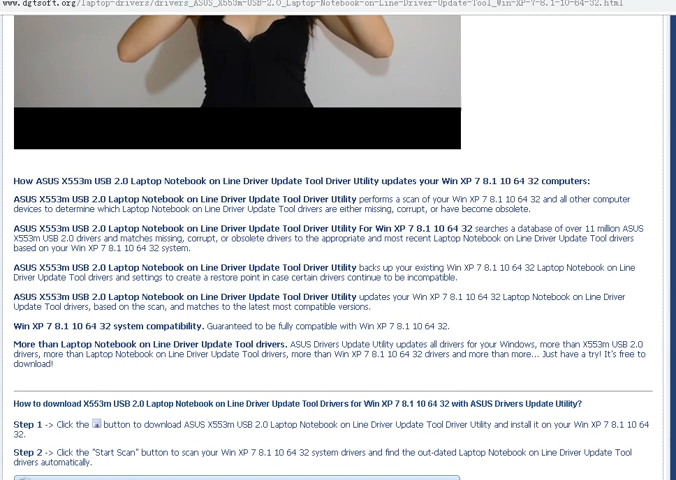 www.dgtsoft.org/laptop-drivers/drivers_ASUS_X553m-USB-2.0_Laptop-Notebook-on-Line-Driver-Update-Tool_Win-XP-7-8.1-10-64-32.html
How ASUS X553m USB 2.0 Laptop Notebook on Line Driver Update Tool Driver Utility updates your Win XP 7 8.1 10 64 32 computers:
ASUS X553m USB 2.0 Laptop Notebook on Line Driver Update Tool Driver Utility performs a scan of your Win XP 7 8.1 10 64 32 and all other computer
devices to determine which Laptop Notebook on Line Driver Update Tool drivers are either missing, corrupt, or have become obsolete.
ASUS X553m USB 2.0 Laptop Notebook on Line Driver Update Tool Driver Utility For Win XP 7 8.1 10 64 32 searches a database of over 11 million ASUS
X553m USB 2.0 drivers and matches missing, corrupt, or obsolete drivers to the appropriate and most recent Laptop Notebook on Line Driver Update Tool drivers
based on your Win XP 7 8.1 10 64 32 system.
ASUS X553m USB 2.0 Laptop Notebook on Line Driver Update Tool Driver Utility backs up your existing Win XP 7 8.1 10 64 32 Laptop Notebook on Line
Driver Update Tool drivers and settings to create a restore point in case certain drivers continue to be incompatible.
ASUS X553m USB 2.0 Laptop Notebook on Line Driver Update Tool Driver Utility updates your Win XP 7 8.1 10 64 32 Laptop Notebook on Line Driver Update
Tool drivers, based on the scan, and matches to the latest most compatible versions.
Win XP 7 8.1 10 64 32 system compatibility. Guaranteed to be fully compatible with Win XP 7 8.1 10 64 32.
More than Laptop Notebook on Line Driver Update Tool drivers. ASUS Drivers Update Utility updates all drivers for your Windows, more than X553m USB 2.0
drivers, more than Laptop Notebook on Line Driver Update Tool drivers, more than Win XP 7 8.1 10 64 32 drivers and more than more... Just have a try! It's free to
download!
How to download X553m USB 2.0 Laptop Notebook on Line Driver Update Tool Drivers for Win XP 7 8.1 10 64 32 with ASUS Drivers Update Utility?
Step 1 -> Click the button to download ASUS X553m USB 2.0 Laptop Notebook on Line Driver Update Tool Driver Utility and install it on your Win XP 7 8.1 10 64
32.
Step 2 -> Click the "Start Scan" button to scan your Win XP 7 8.1 10 64 32 system drivers and find the out-dated Laptop Notebook on Line Driver Update Tool
drivers automatically.